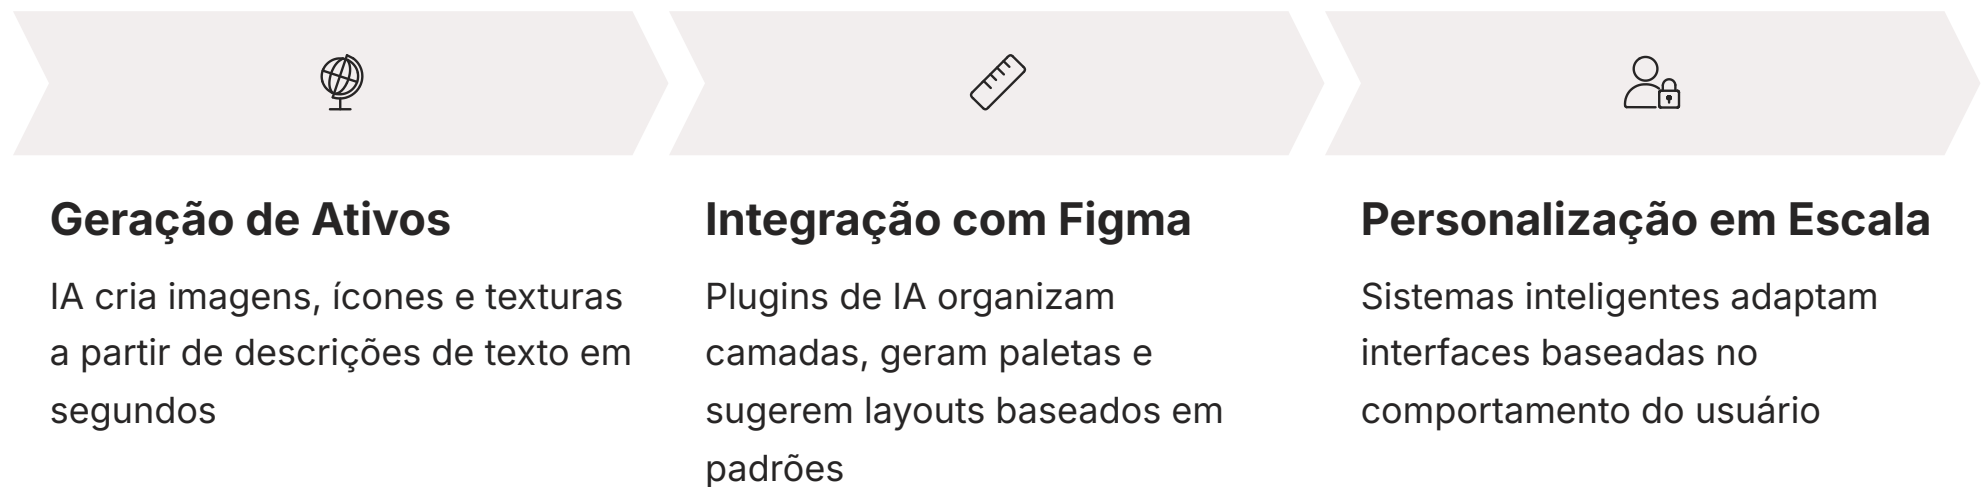 Geração de Ativos
IA cria imagens, ícones e texturas
a partir de descrições de texto em
segundos
Integração com Figma
Plugins de IA organizam
camadas, geram paletas e
sugerem layouts baseados em
padrões
Personalização em Escala
Sistemas inteligentes adaptam
interfaces baseadas no
comportamento do usuário